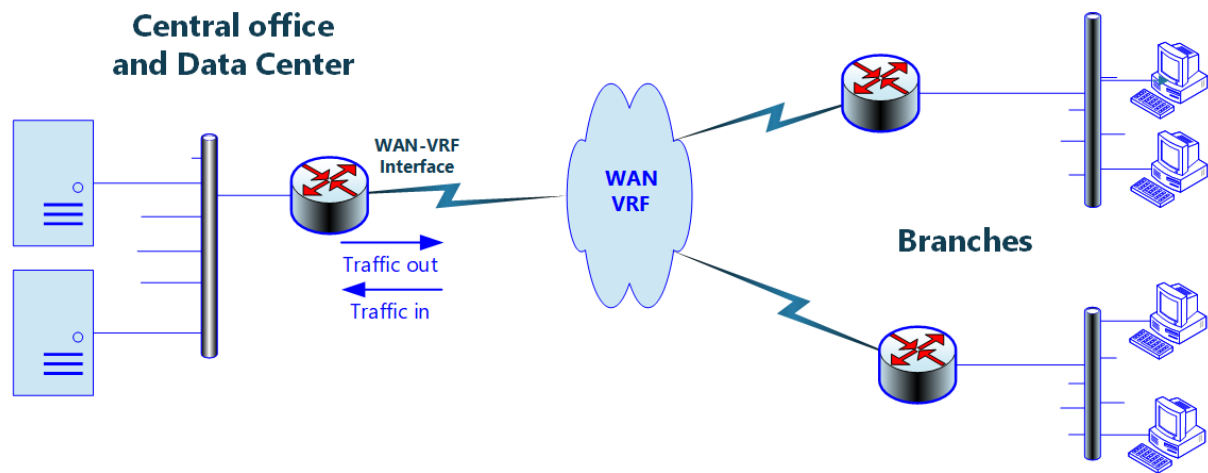 Central office
and Data Center
WAN-VRF
Interface
WAN
VRF
Traffic out
Traffic in
Branches